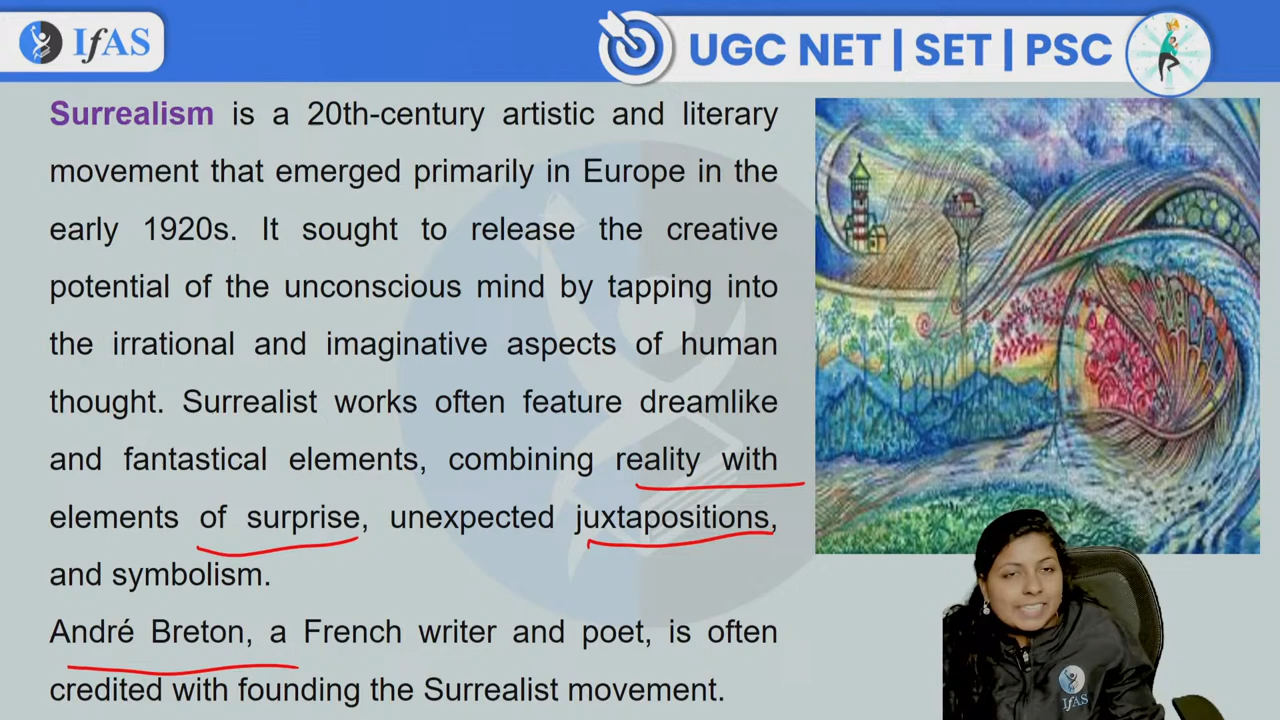 IfAS
UGC NET | SET | PSC
Surrealism is a 20th-century artistic and literary
movement that emerged primarily in Europe in the
early 1920s. It sought to release the creative
potential of the unconscious mind by tapping into
the irrational and imaginative aspects of human
thought. Surrealist works often feature dreamlike
and fantastical elements, combining reality with
elements of surprise, unexpected juxtapositions,
and symbolism.
André Breton, a French writer and poet, is often
credited with founding the Surrealist movement.
IfAS